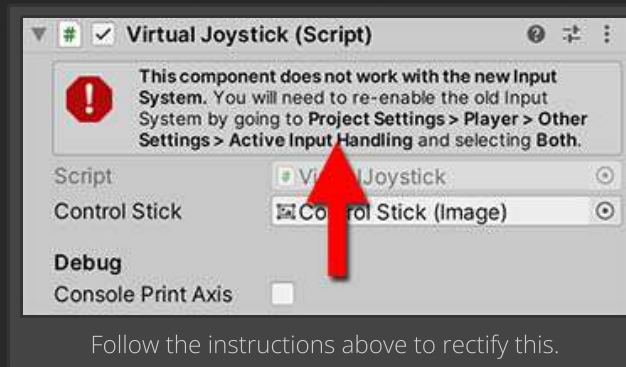 Virtual Joystick (Script)
This component does not work with the new Input
System. You will need to re-enable the old Input
System by going to Project Settings > Player > Other
Settings > Active Input Handling and selecting Both.
Script # Joystick
Control Stick Control Stick (Image)
Debug
Console Print Axis
Follow the instructions above to rectify this.